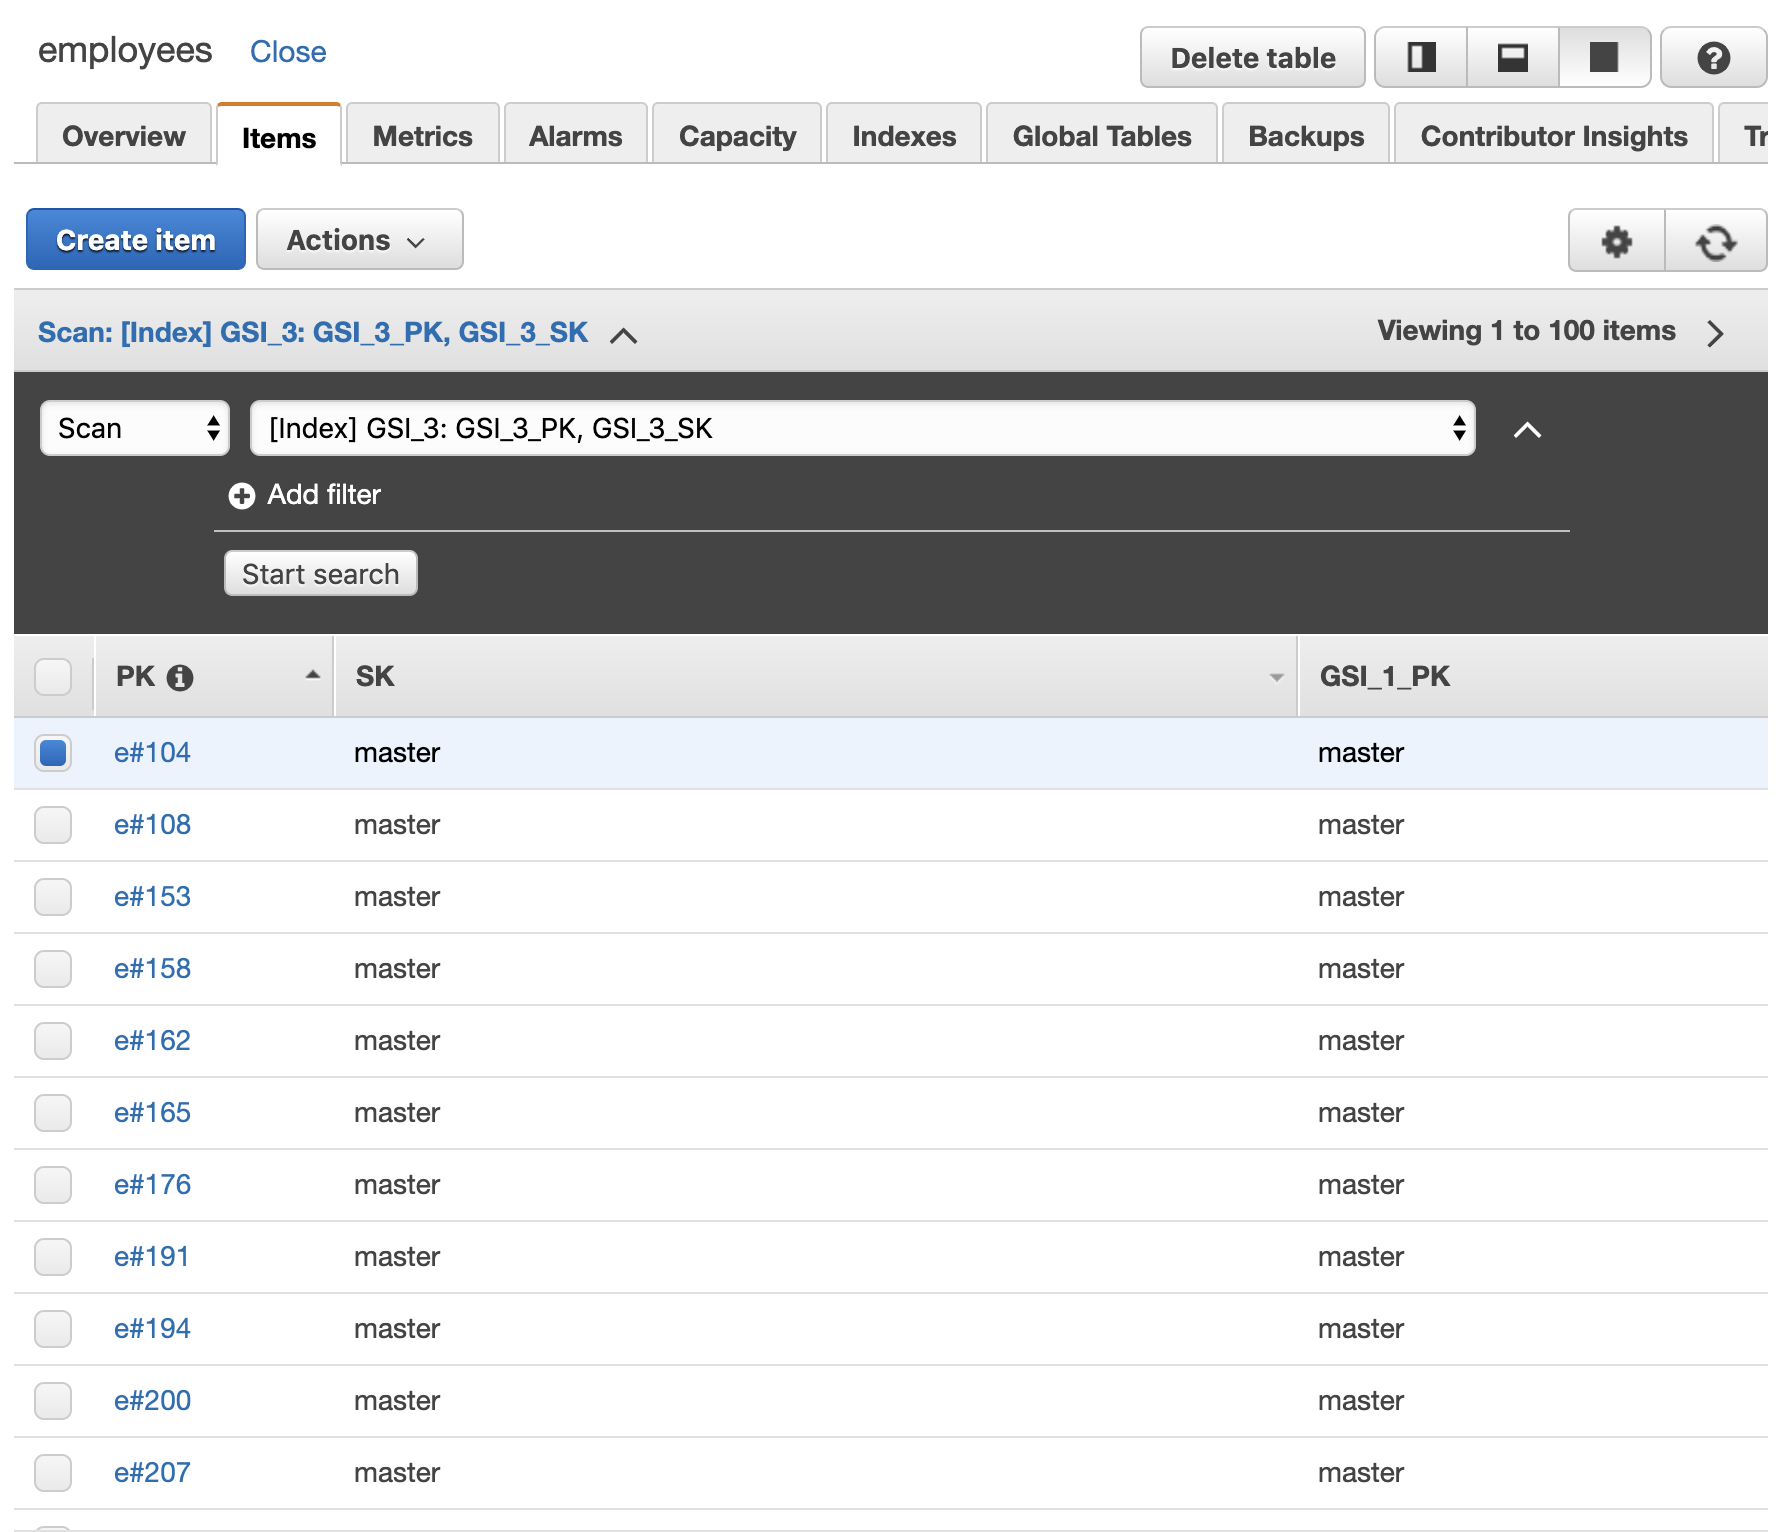 employees Close Delete table
Overview Items Metrics Alarms Capacity Indexes Global Tables Backups Contributor Insights Tr
Create item Actions
Scan: [Index] GSI_3: GSI_3_PK, GSI_3_SK Viewing 1 to 100 items
Scan [Index] GSI_3: GSI_3_PK, GSI_3_SK
Add filter
Start search
PK SK GSI_1_PK
e#104 master master
e#108 master master
e#153 master master
e#158 master master
e#162 master master
e#165 master master
e#176 master master
e#191 master master
e#194 master master
e#200 master master
e#207 master master